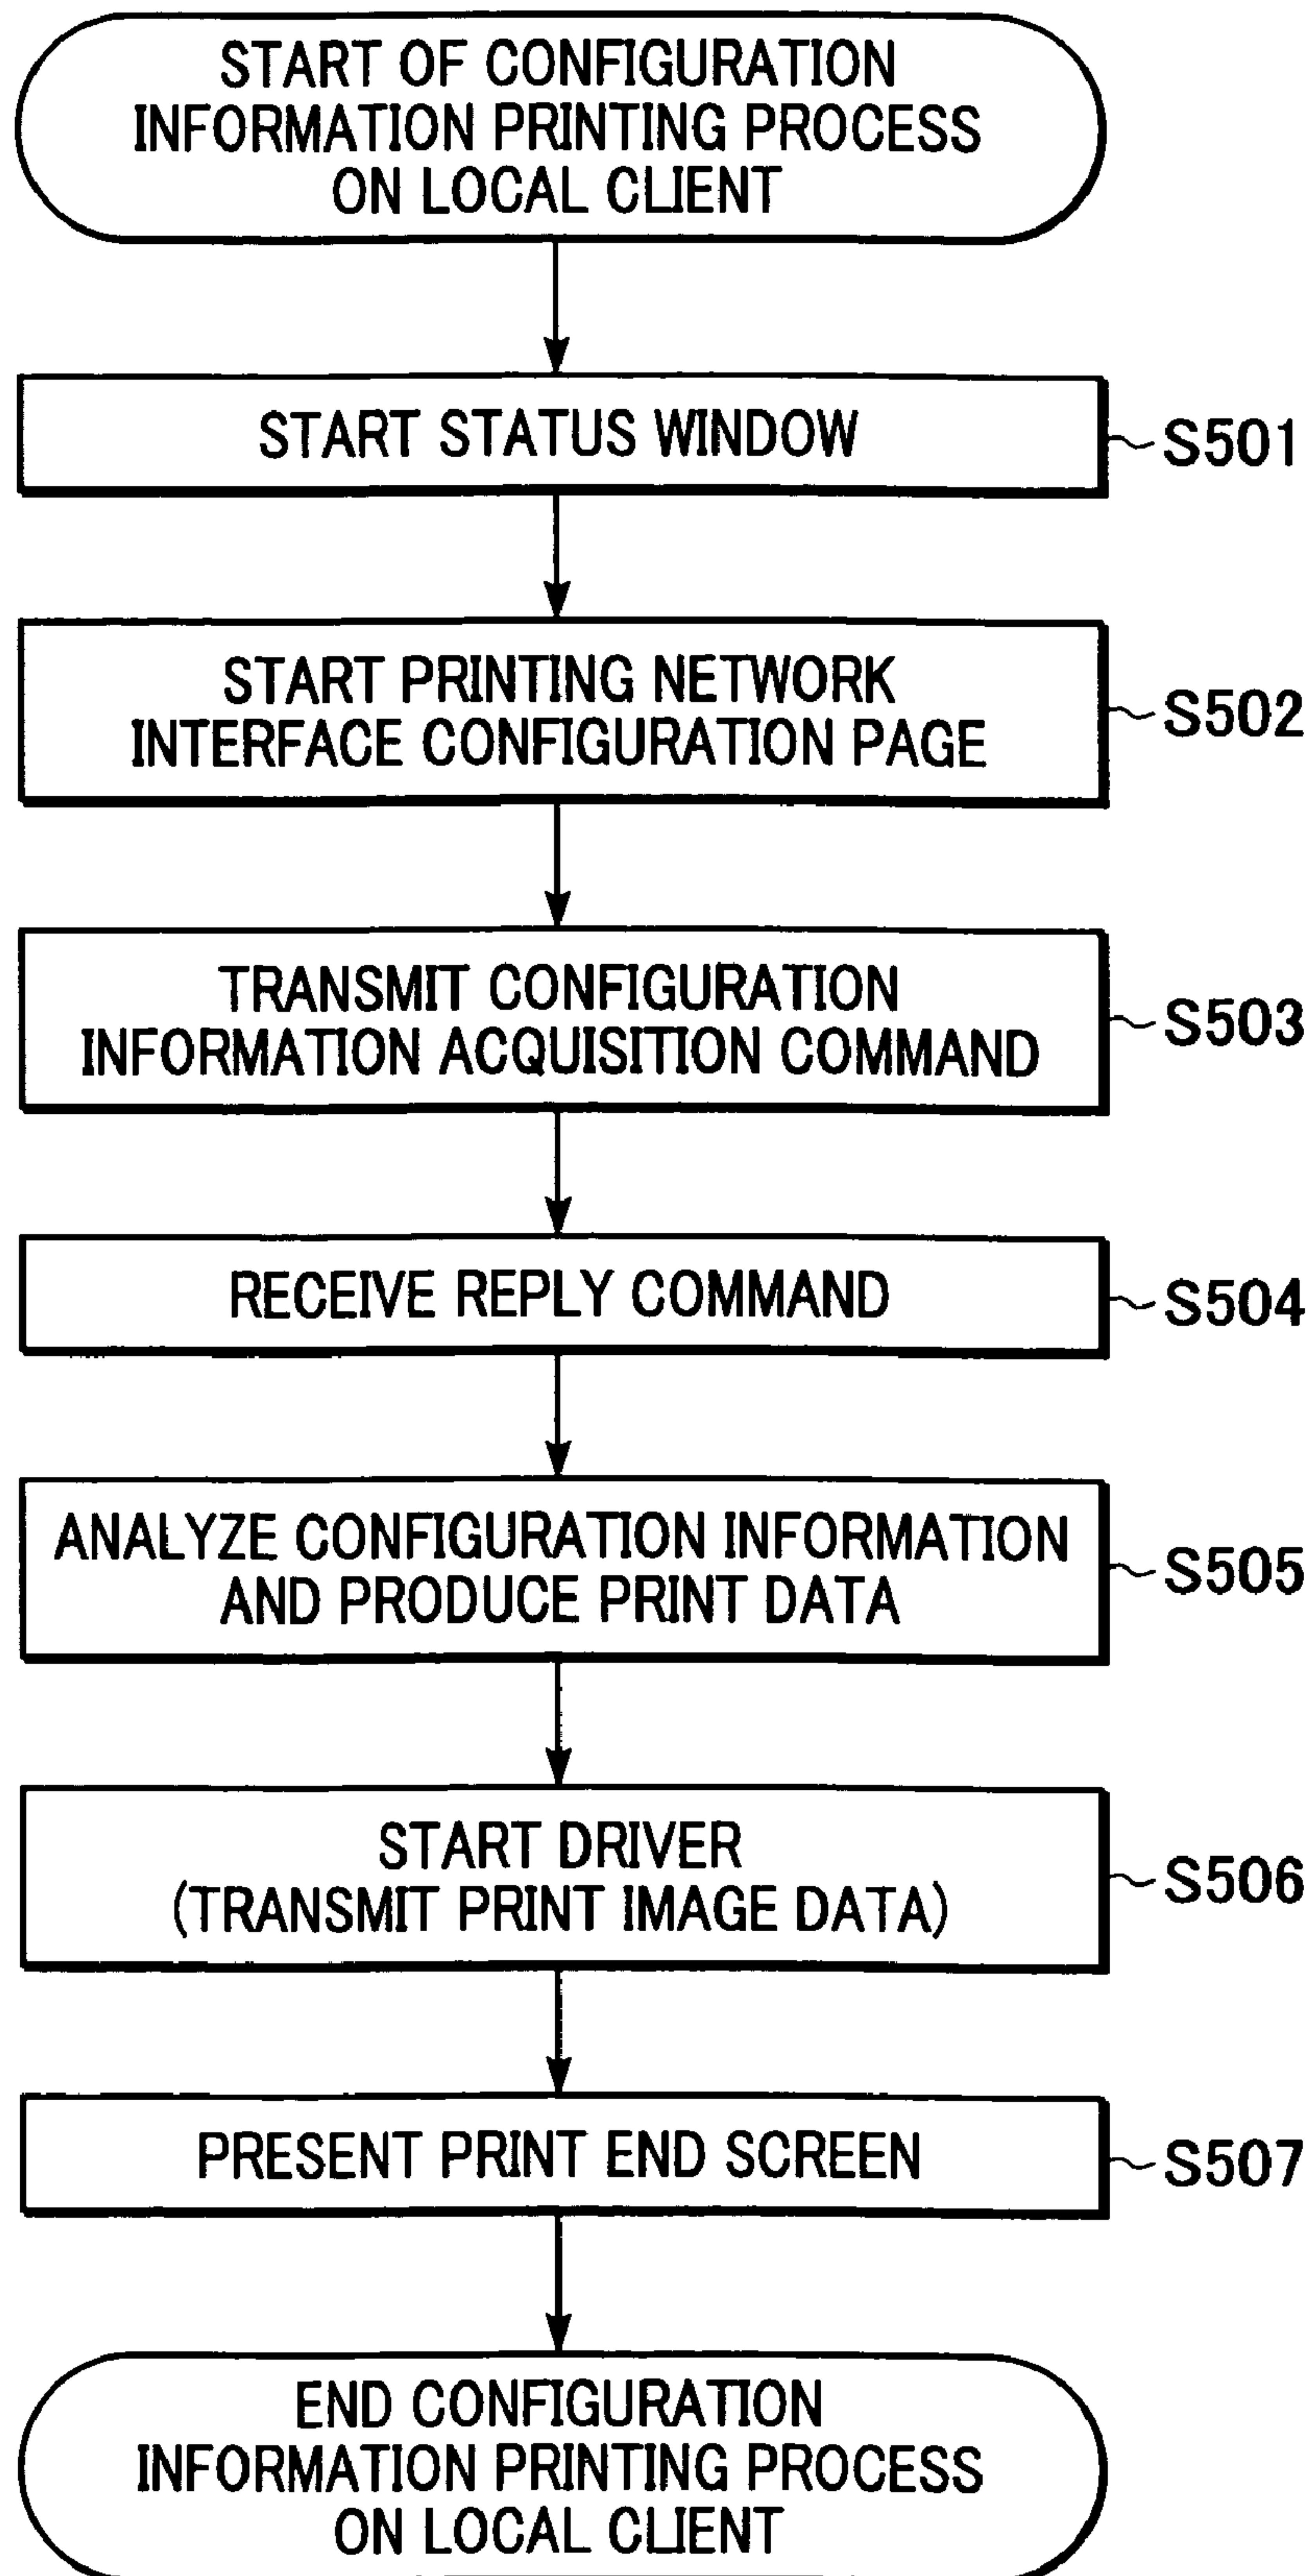 START OF CONFIGURATION
INFORMATION PRINTING PROCESS
ON LOCAL CLIENT
START STATUS WINDOW
S501
START PRINTING NETWORK
INTERFACE CONFIGURATION PAGE
S502
TRANSMIT CONFIGURATION
INFORMATION ACQUISITION COMMAND
S503
RECEIVE REPLY COMMAND
S504
ANALYZE CONFIGURATION INFORMATION
AND PRODUCE PRINT DATA
S505
START DRIVER
(TRANSMIT PRINT IMAGE DATA)
S506
PRESENT PRINT END SCREEN
S507
END CONFIGURATION
INFORMATION PRINTING PROCESS
ON LOCAL CLIENT